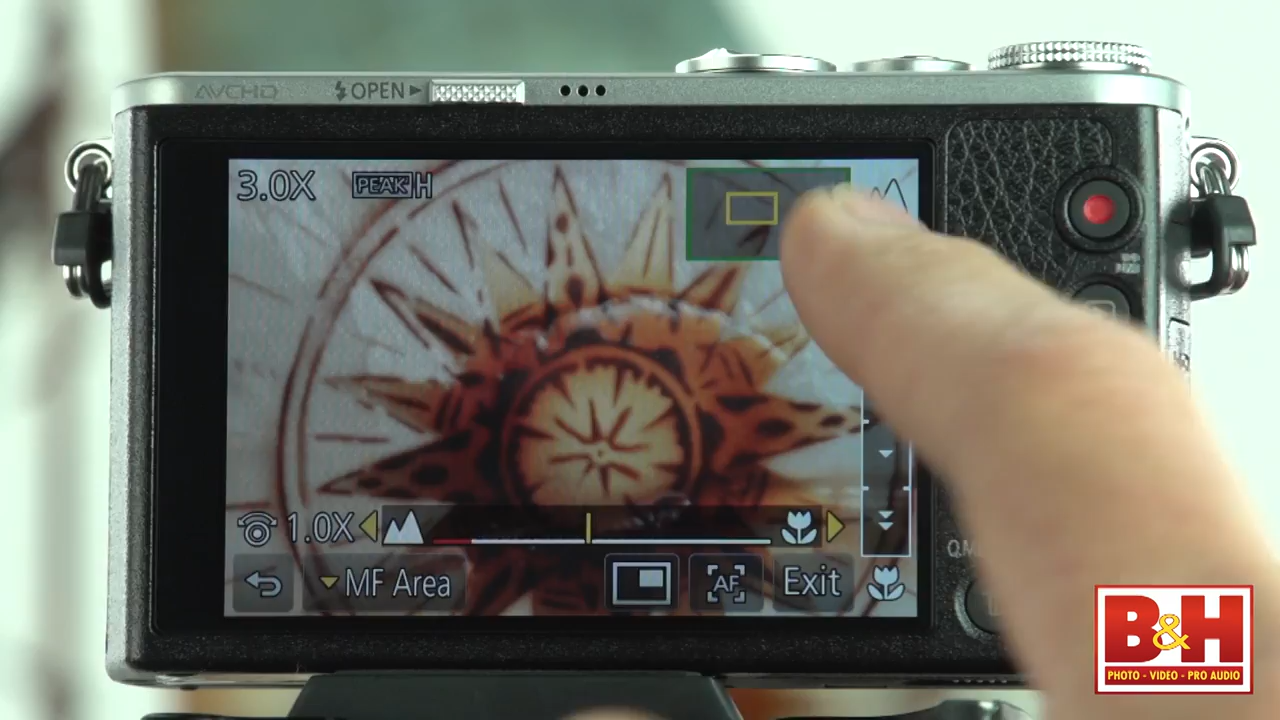 AVCHD
OPEN
3.0X PEAK H
1.0X
MF Area AF Exit
B&H
PHOTO - VIDEO - PRO AUDIO